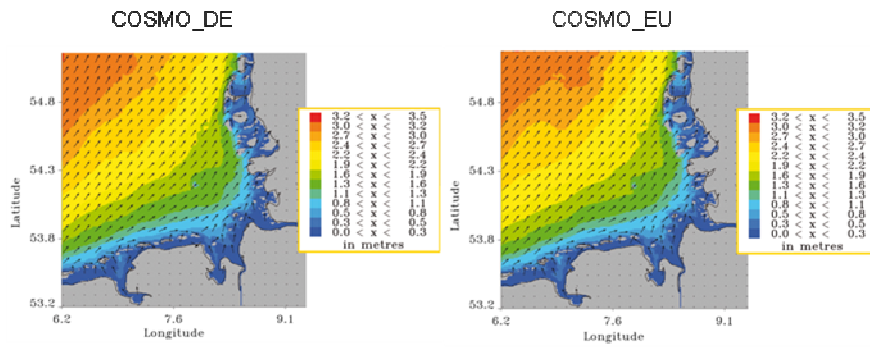 COSMO_DE
COSMO_EU
Latitude
54.8
54.3
53.8
53.2
6.2 7.6 9.1
Longitude
3.2 < x < 3.5
3.0 < x < 3.2
2.7 < x < 3.0
2.4 < x < 2.7
2.2 < x < 2.4
1.9 < x < 2.2
1.6 < x < 1.9
1.3 < x < 1.6
1.1 < x < 1.3
0.8 < x < 1.1
0.5 < x < 0.8
0.3 < x < 0.5
0.0 < x < 0.3
in metres
Latitude
54.8
54.3
53.8
53.2
6.2 7.6 9.1
Longitude
3.2 < x < 3.5
3.0 < x < 3.2
2.7 < x < 3.0
2.4 < x < 2.7
2.2 < x < 2.4
1.9 < x < 2.2
1.6 < x < 1.9
1.3 < x < 1.6
1.1 < x < 1.3
0.8 < x < 1.1
0.5 < x < 0.8
0.3 < x < 0.5
0.0 < x < 0.3
in metres